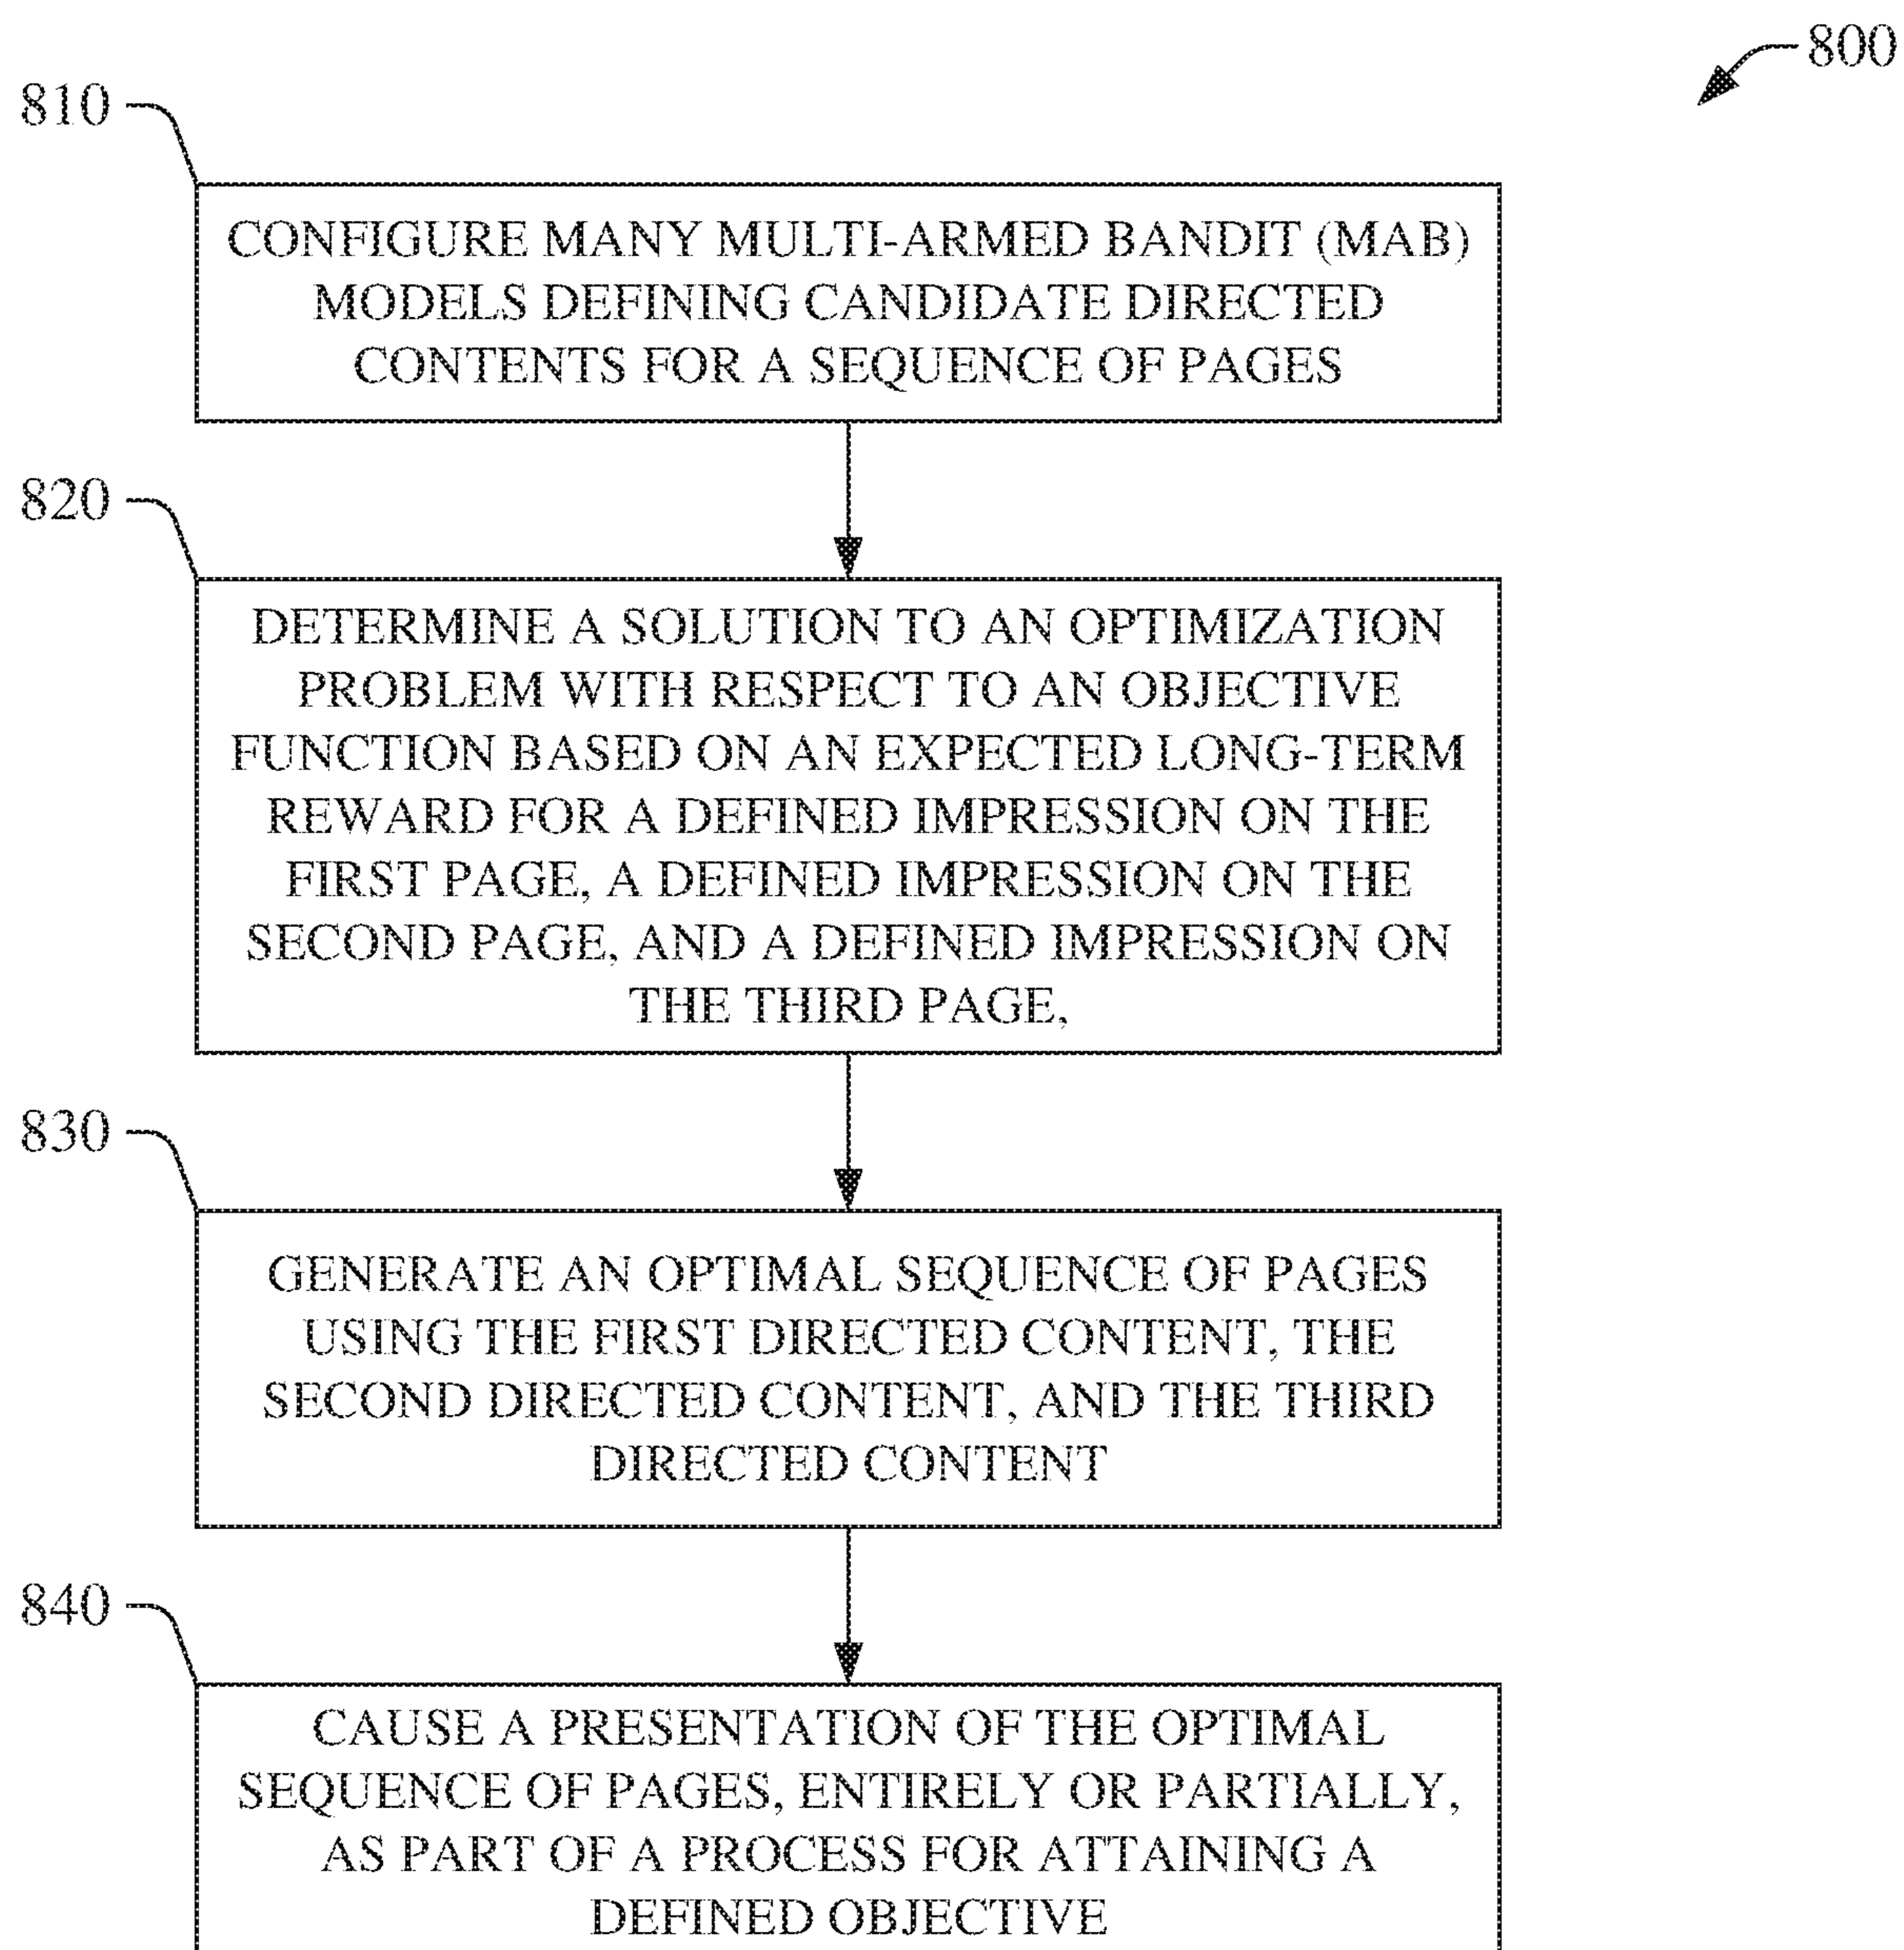 800
810
CONFIGURE MANY MULTI-ARMED BANDIT (MAB)
MODELS DEFINING CANDIDATE DIRECTED
CONTENTS FOR A SEQUENCE OF PAGES
820
DETERMINE A SOLUTION TO AN OPTIMIZATION
PROBLEM WITH RESPECT TO AN OBJECTIVE
FUNCTION BASED ON AN EXPECTED LONG-TERM
REWARD FOR A DEFINED IMPRESSION ON THE
FIRST PAGE, A DEFINED IMPRESSION ON THE
SECOND PAGE, AND A DEFINED IMPRESSION ON
THE THIRD PAGE,
830
GENERATE AN OPTIMAL SEQUENCE OF PAGES
USING THE FIRST DIRECTED CONTENT, THE
SECOND DIRECTED CONTENT, AND THE THIRD
DIRECTED CONTENT
840
CAUSE A PRESENTATION OF THE OPTIMAL
SEQUENCE OF PAGES, ENTIRELY OR PARTIALLY,
AS PART OF A PROCESS FOR ATTAINING A
DEFINED OBJECTIVE